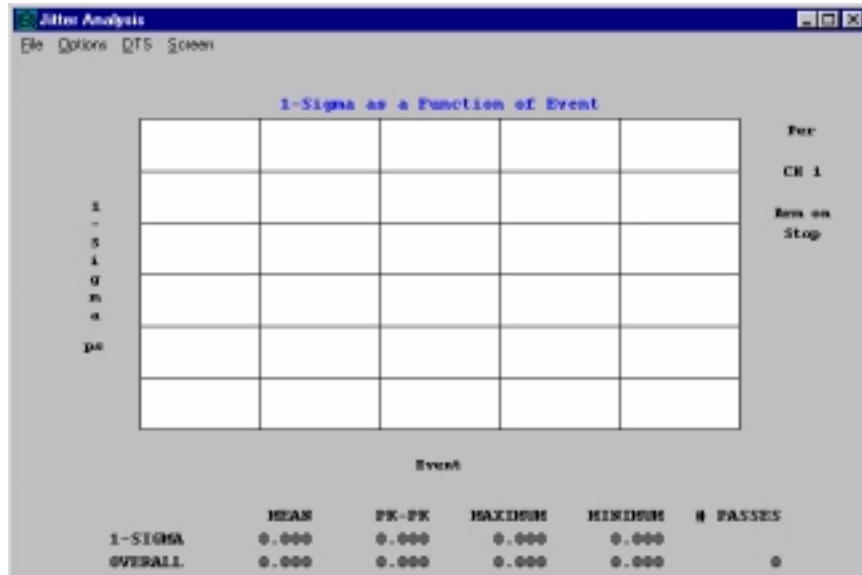 Jitter Analysis
File Options DTS Screen
1-Sigma as a Function of Event
Per
CH 1
Arm on
Stop
1-sigma
ps
Event
MEAN PK-PK MAXIMUM MINIMUM # PASSES
1-SIGMA 0.000 0.000 0.000 0.000
OVERALL 0.000 0.000 0.000 0.000 0